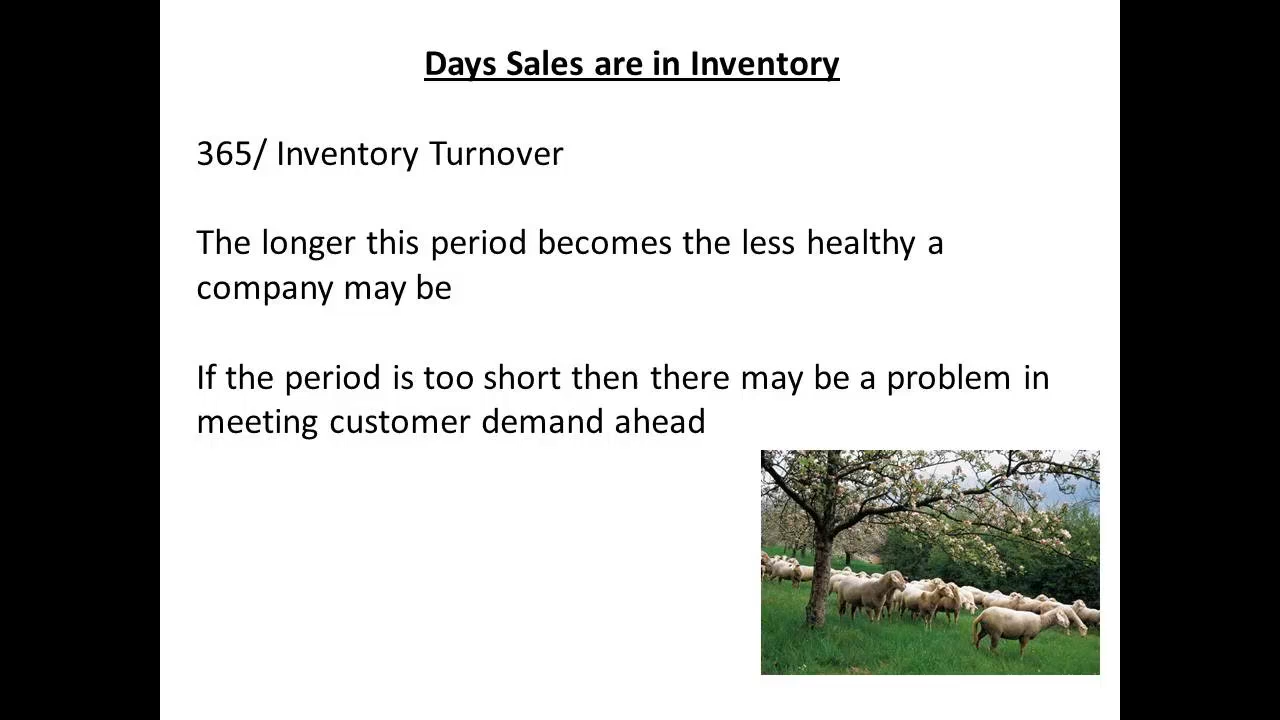 Days Sales are in Inventory
365/ Inventory Turnover
The longer this period becomes the less healthy a
company may be
If the period is too short then there may be a problem in
meeting customer demand ahead